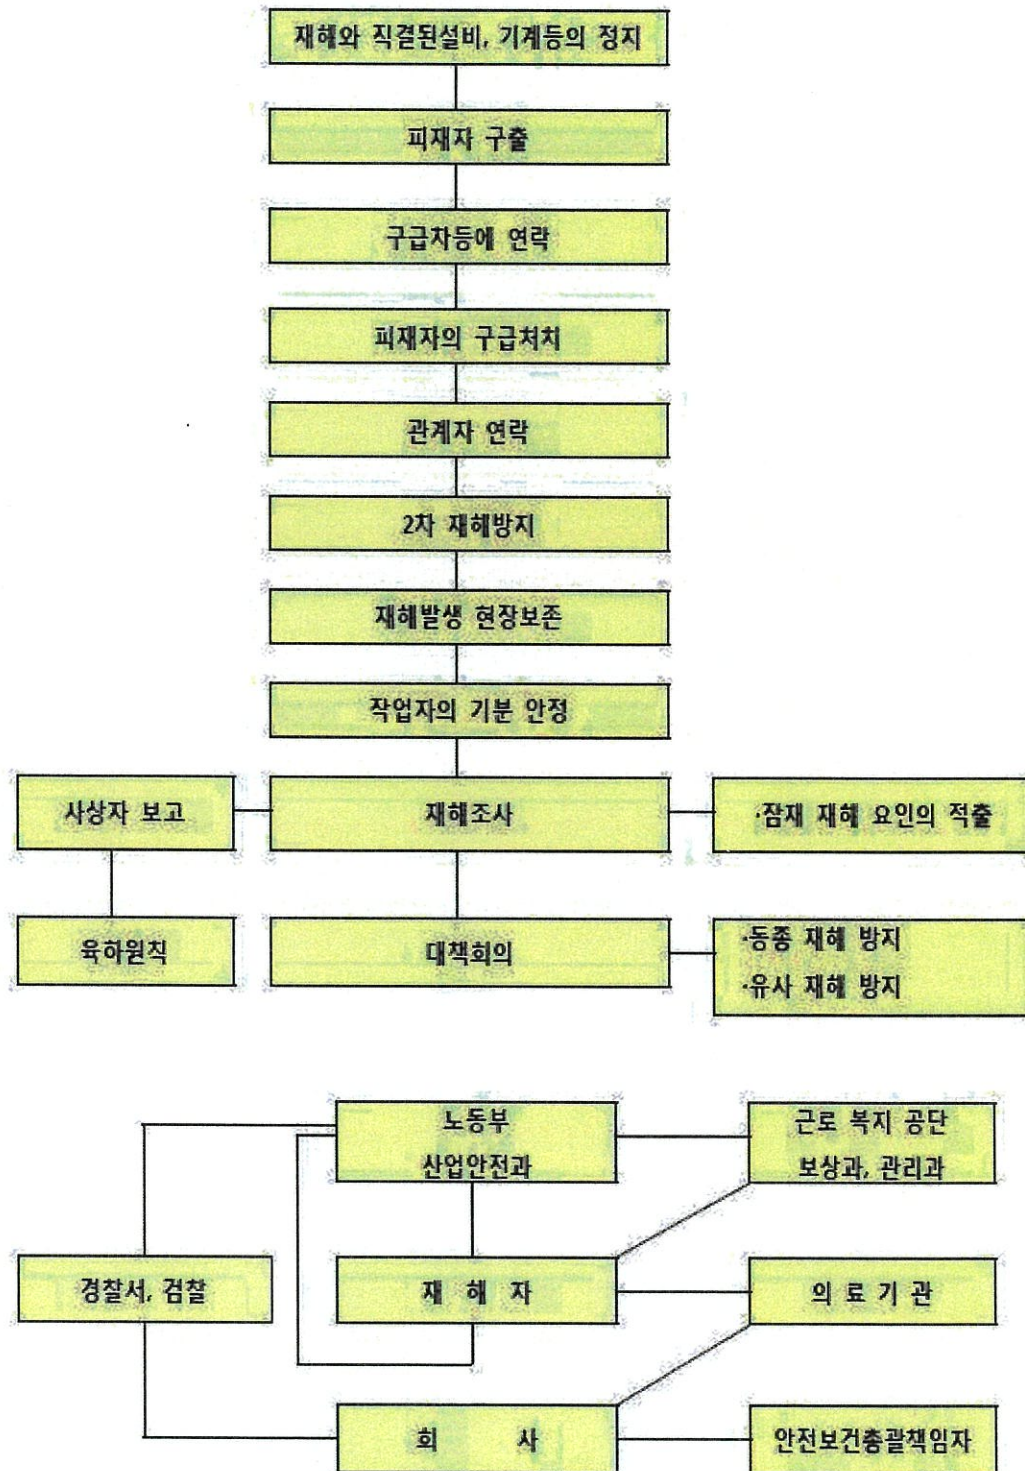 재해와 직결된설비, 기계등의 정지
피재자 구출
구급차등에 연락
피재자의 구급처치
관계자 연락
2차 재해방지
재해발생 현장보존
작업자의 기분 안정
사상자 보고
재해조사
·잠재 재해 요인의 적출
육하원칙
대책회의
·동종 재해 방지
·유사 재해 방지
노동부
산업안전과
근로 복지 공단
보상과, 관리과
경찰서, 검찰
재 해 자
의 료 기 관
회 사
안전보건총괄책임자